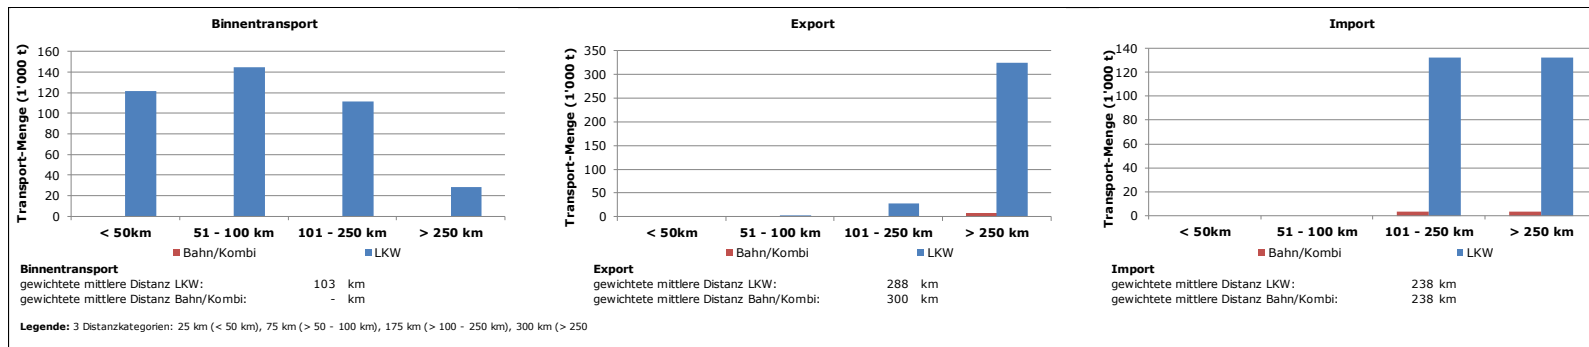 Binnentransport
Transport-Menge (1'000 t)
160
140
120
100
80
60
40
20
0
< 50km 51 - 100 km 101 - 250 km > 250 km
Bahn/Kombi LKW
Binnentransport
gewichtete mittlere Distanz LKW: 103 km
gewichtete mittlere Distanz Bahn/Kombi: - km
Export
Transport-Menge (1'000 t)
350
300
250
200
150
100
50
0
< 50km 51 - 100 km 101 - 250 km > 250 km
Bahn/Kombi LKW
Export
gewichtete mittlere Distanz LKW: 288 km
gewichtete mittlere Distanz Bahn/Kombi: 300 km
Import
Transport-Menge (1'000 t)
140
120
100
80
60
40
20
0
< 50km 51 - 100 km 101 - 250 km > 250 km
Bahn/Kombi LKW
Import
gewichtete mittlere Distanz LKW: 238 km
gewichtete mittlere Distanz Bahn/Kombi: 238 km
Legende: 3 Distanzkategorien: 25 km (< 50 km), 75 km (> 50 - 100 km), 175 km (> 100 - 250 km), 300 km (> 250